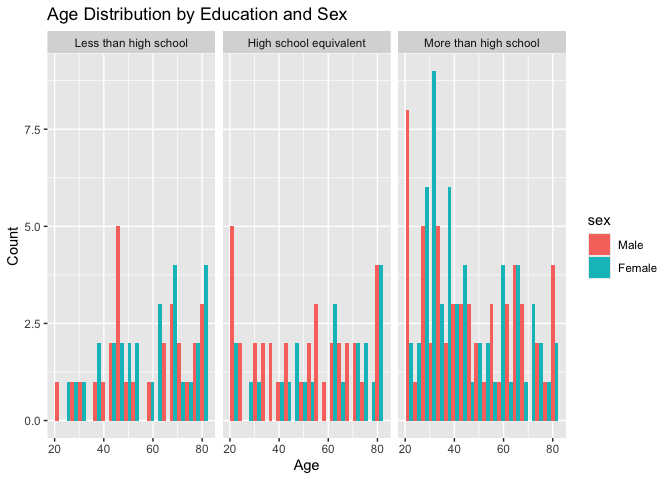 Age Distribution by Education and Sex
Less than high school
High school equivalent
More than high school
7.5
5.0
2.5
0.0
Count
20 40 60 80
20 40 60 80
20 40 60 80
Age
sex
Male
Female